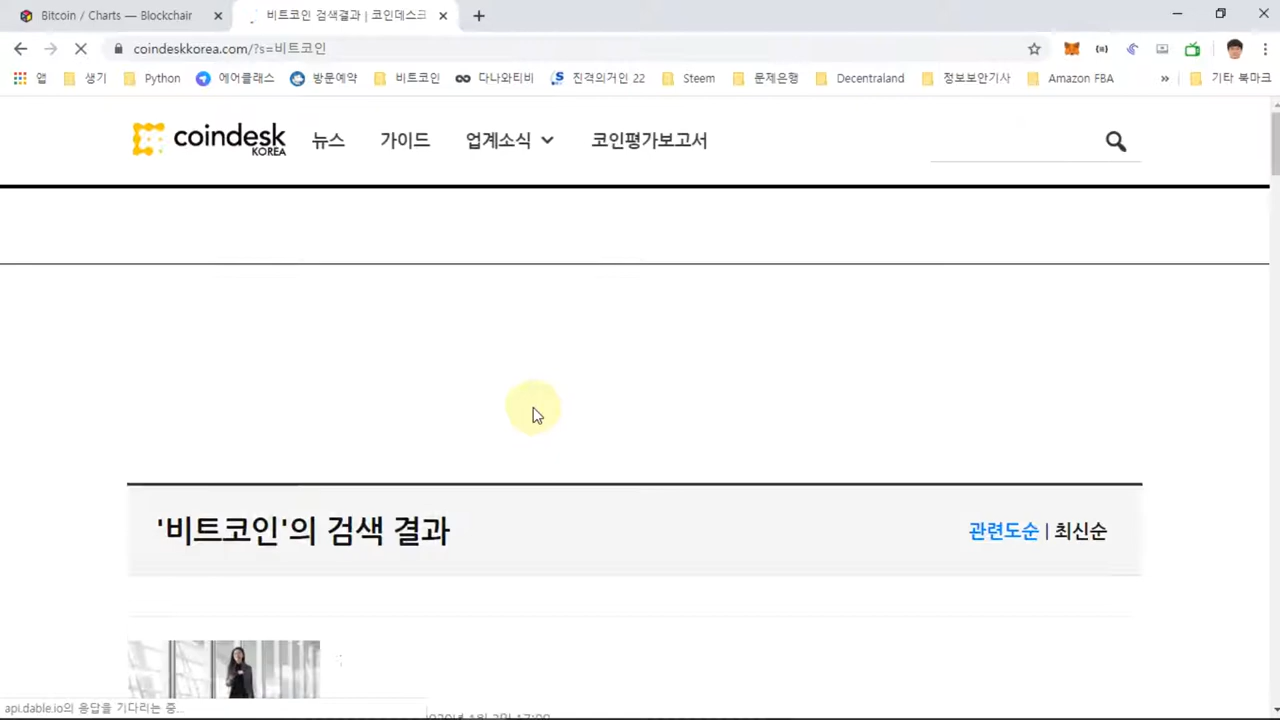 Bitcoin / Charts — Blockchair
비트코인 검색결과 | 코인데스크
coindeskkorea.com/?s=비트코인
앱 생기 Python 에어클래스 방문예약 비트코인 다나와티비 진격의거인 22 Steem 문제은행 Decentraland 정보보안기사 Amazon FBA » 기타 북마크
coindesk KOREA 뉴스 가이드 업계소식 코인평가보고서
'비트코인'의 검색 결과
관련도순 | 최신순
api.dable.io의 응답을 기다리는 중...